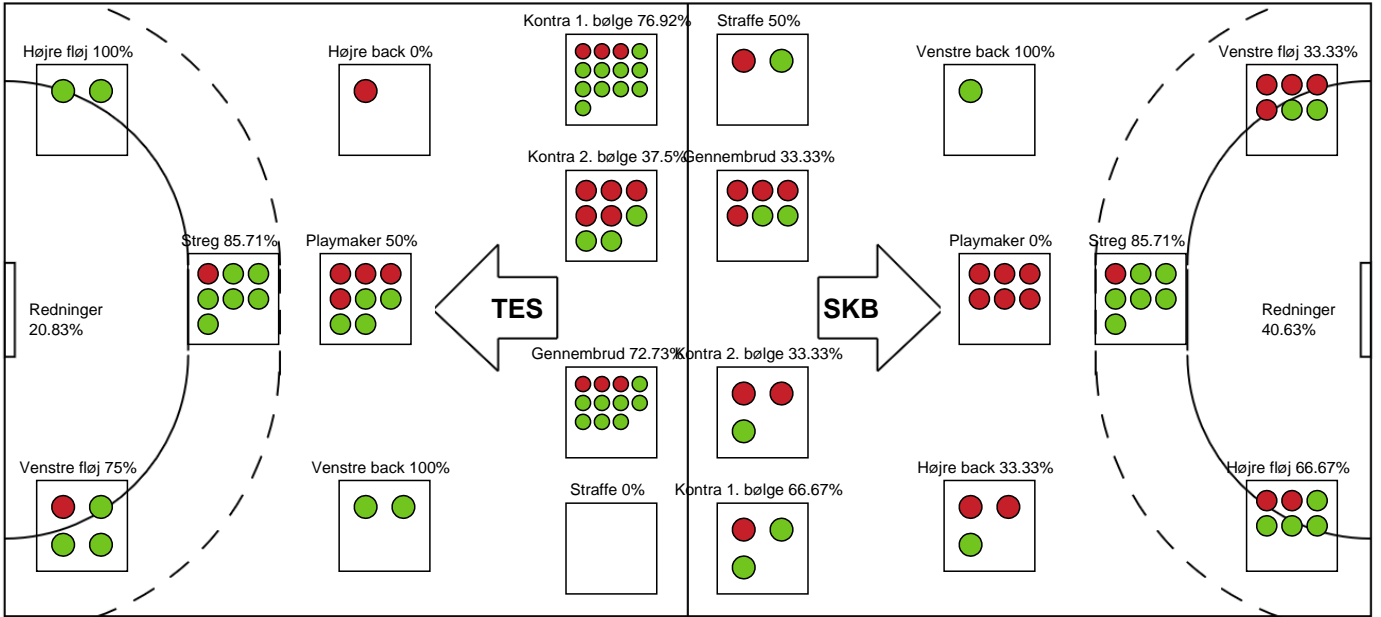 Kontra 1. bølge 76.92%
Straffe 50%
Højre fløj 100%
Højre back 0%
Venstre back 100%
Venstre fløj 33.33%
Kontra 2. bølge 37.5%
Gennembrud 33.33%
Streg 85.71%
Playmaker 50%
Playmaker 0%
Streg 85.71%
Redninger
20.83%
TES
SKB
Redninger
40.63%
Gennembrud 72.73%
Kontra 2. bølge 33.33%
Venstre fløj 75%
Venstre back 100%
Straffe 0%
Kontra 1. bølge 66.67%
Højre back 33.33%
Højre fløj 66.67%